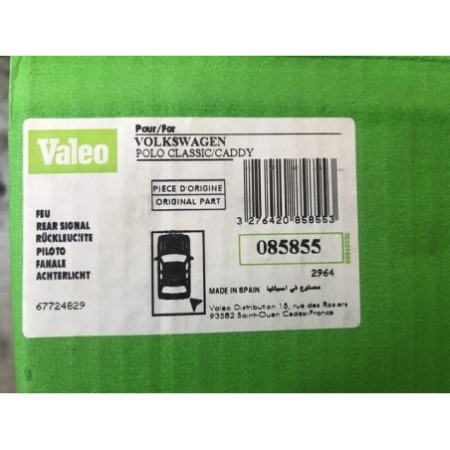 Valeo
Pour/For
VOLKSWAGEN
POLO CLASSIC/CADDY
PIECE D'ORIGINE
ORIGINAL PART
3 276420 858553
FEU
REAR SIGNAL
RÜCKLEUCHTE
PILOTO
FANALE
ACHTERLICHT
085855
2964
67724829
MADE IN SPAIN مصنوع في اسبانيا
Valeo Distribution 15, rue des Rosiers
93582 Saint-Ouen Cedex-France